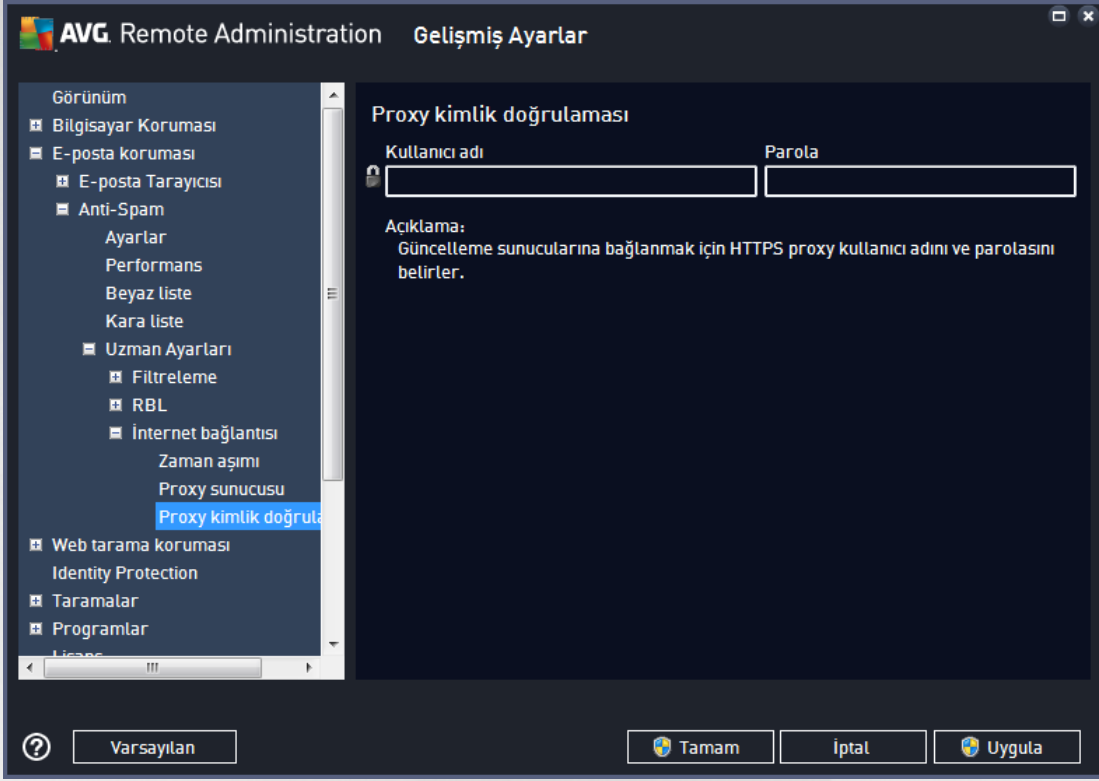 AVG. Remote Administration Gelişmiş Ayarlar
Görünüm
Bilgisayar Koruması
E-posta koruması
E-posta Tarayıcısı
Anti-Spam
Ayarlar
Performans
Beyaz liste
Kara liste
Uzman Ayarları
Filtreleme
RBL
İnternet bağlantısı
Zaman aşımı
Proxy sunucusu
Proxy kimlik doğrula
Web tarama koruması
Identity Protection
Taramalar
Programlar
Lisans
Proxy kimlik doğrulaması
Kullanıcı adı Parola
Açıklama:
Güncelleme sunucularına bağlanmak için HTTPS proxy kullanıcı adını ve parolasını
belirler.
Varsayılan Tamam İptal Uygula